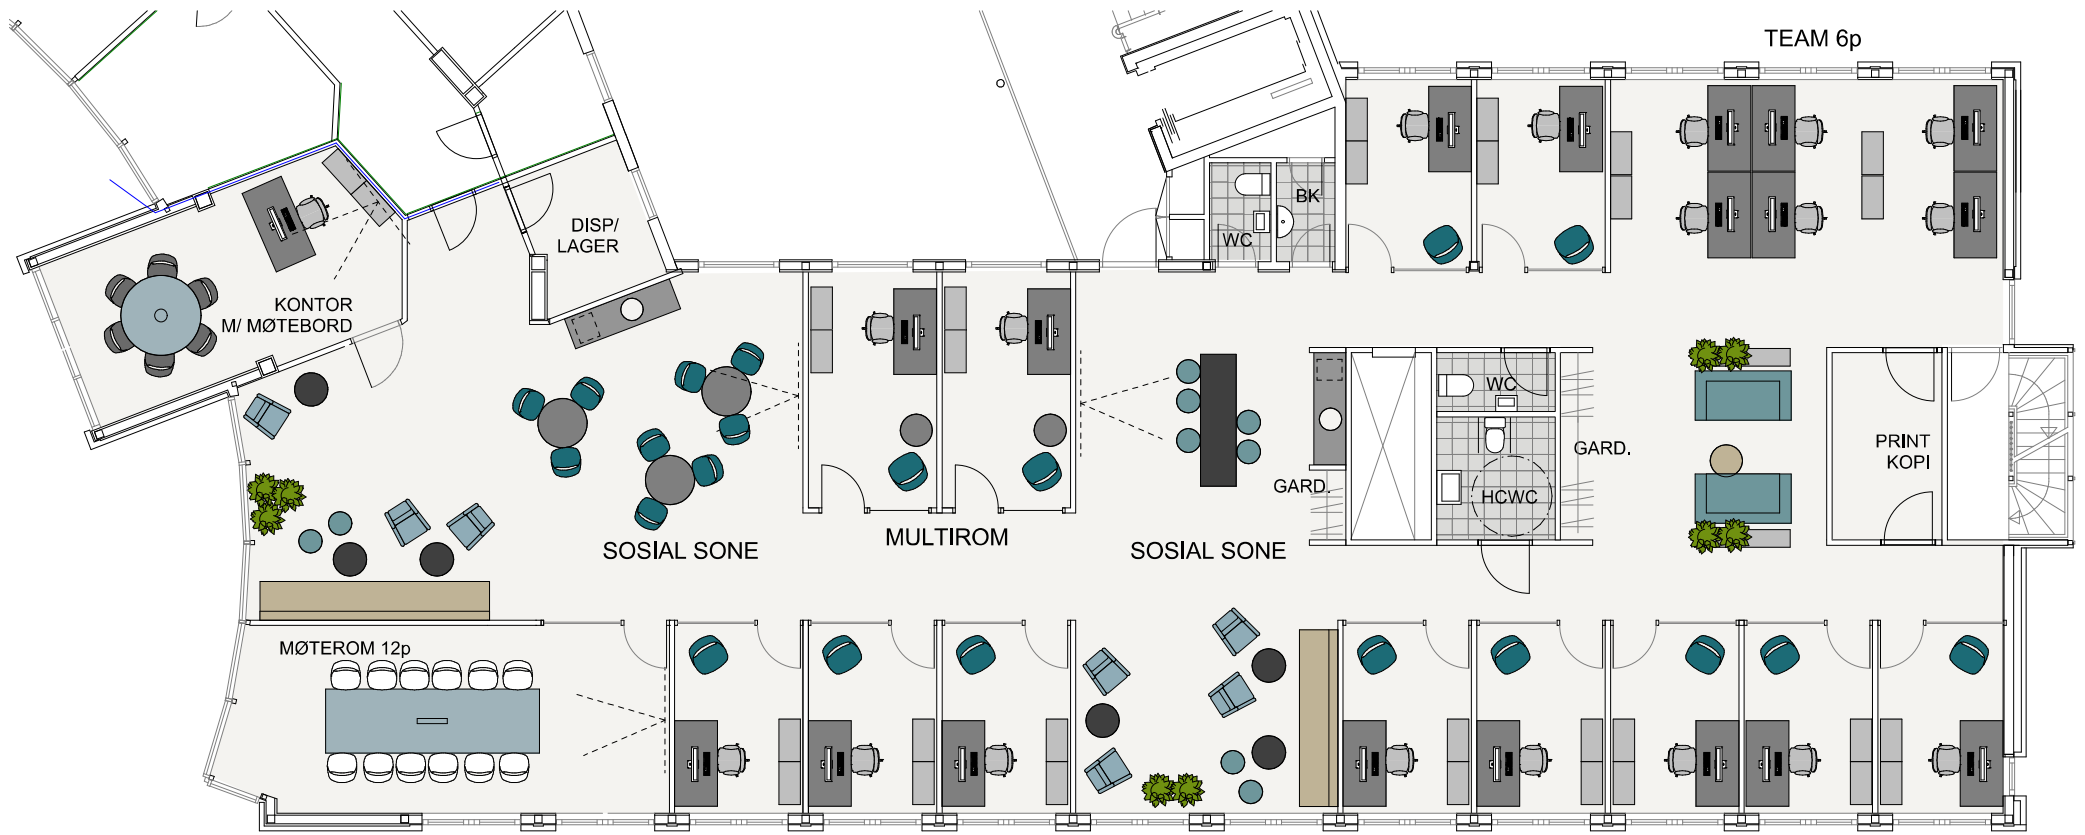 TEAM 6p
BK
WC
DISP/
LAGER
KONTOR
M/ MØTEBORD
WC
GARD.
PRINT
KOPI
GARD.
HCWC
MULTIROM
SOSIAL SONE
SOSIAL SONE
MØTEROM 12p